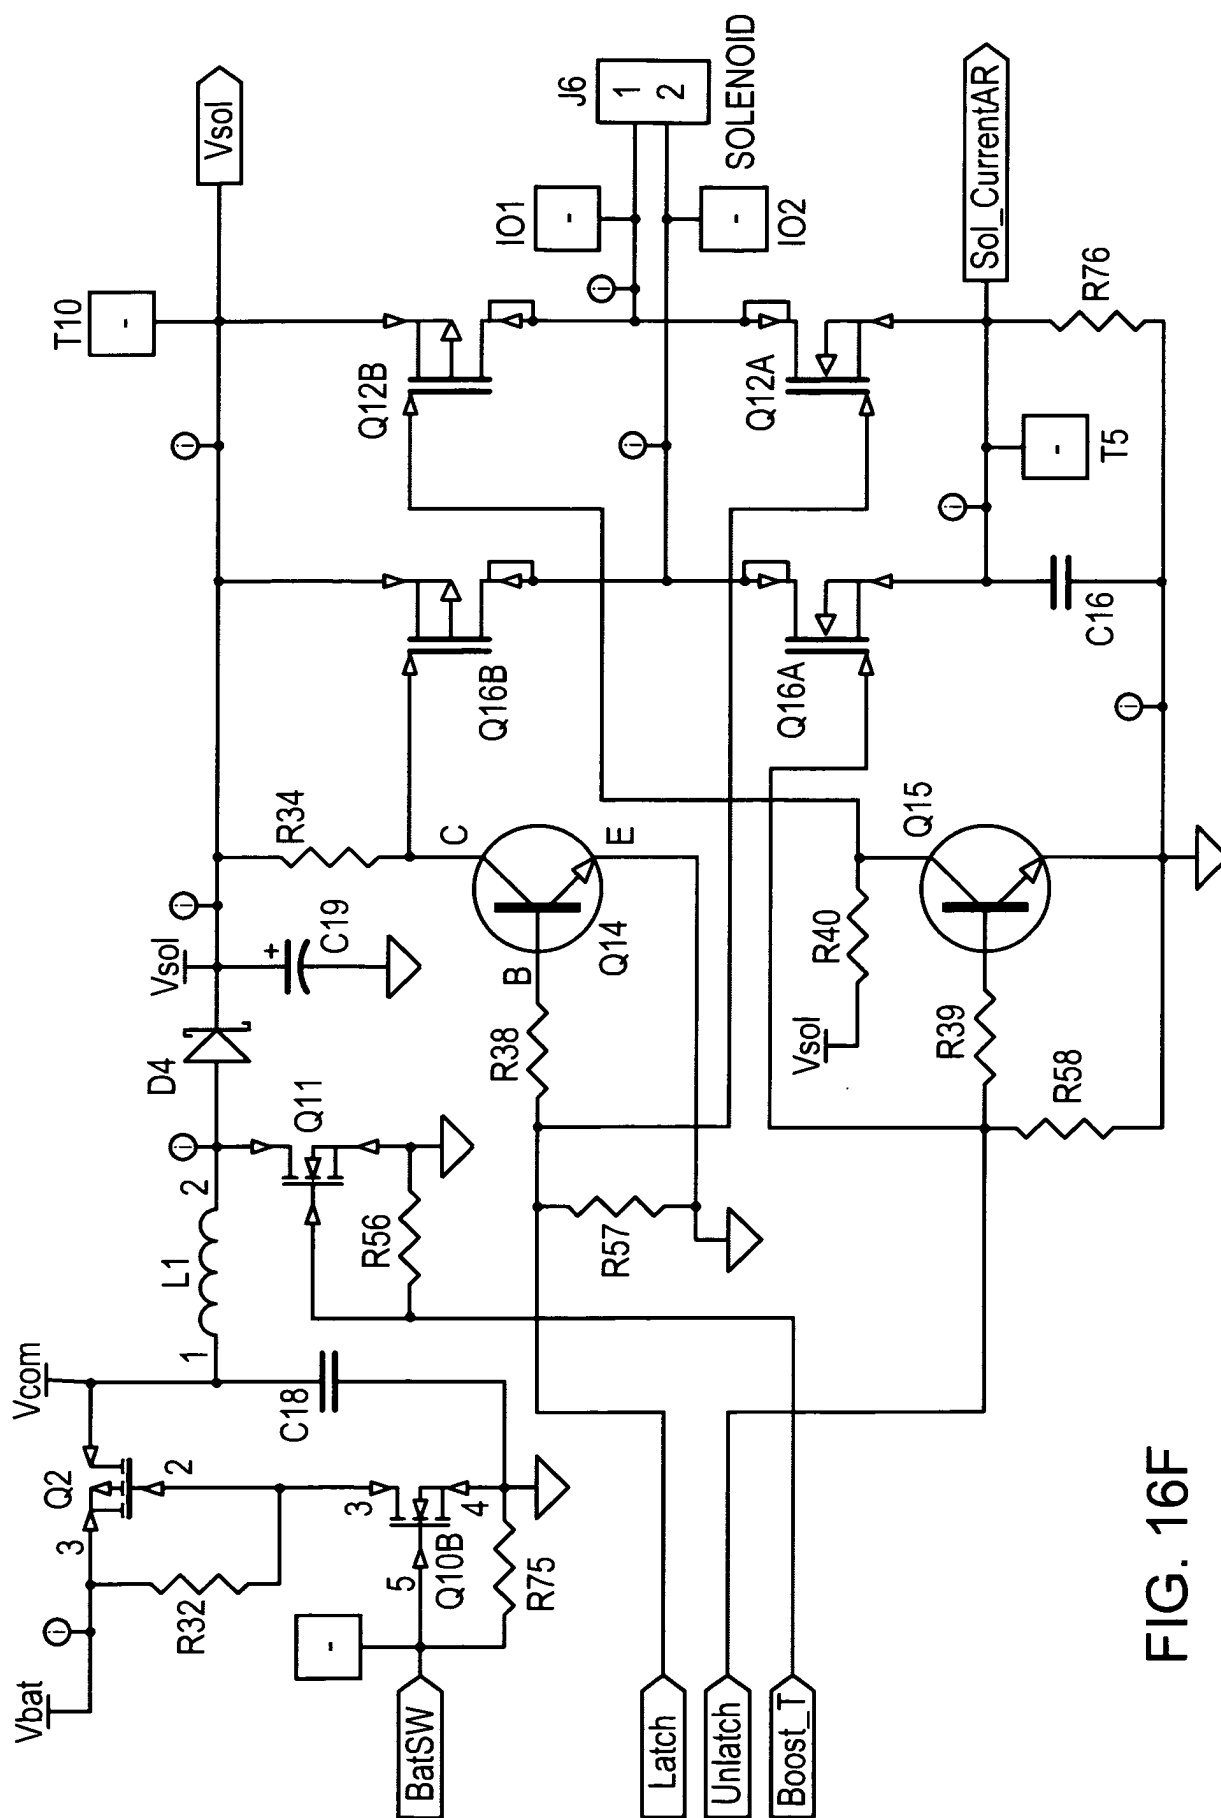 Vbat
Vcom
Q2
3
2
R32
BatSW
5
3
4
Q10B
R75
C18
1
L1
2
D4
Q11
R56
Vsol
+
C19
R34
T10
-
Vsol
Q16B
Q12B
IO1
-
J6
1
2
SOLENOID
IO2
-
C
B
E
Q14
R38
R57
Vsol
R40
Q15
R39
R58
Q16A
Q12A
C16
T5
-
Sol_CurrentAR
R76
-
Latch
Unlatch
Boost_T
i
i
i
i
i
i
i
i
FIG. 16F